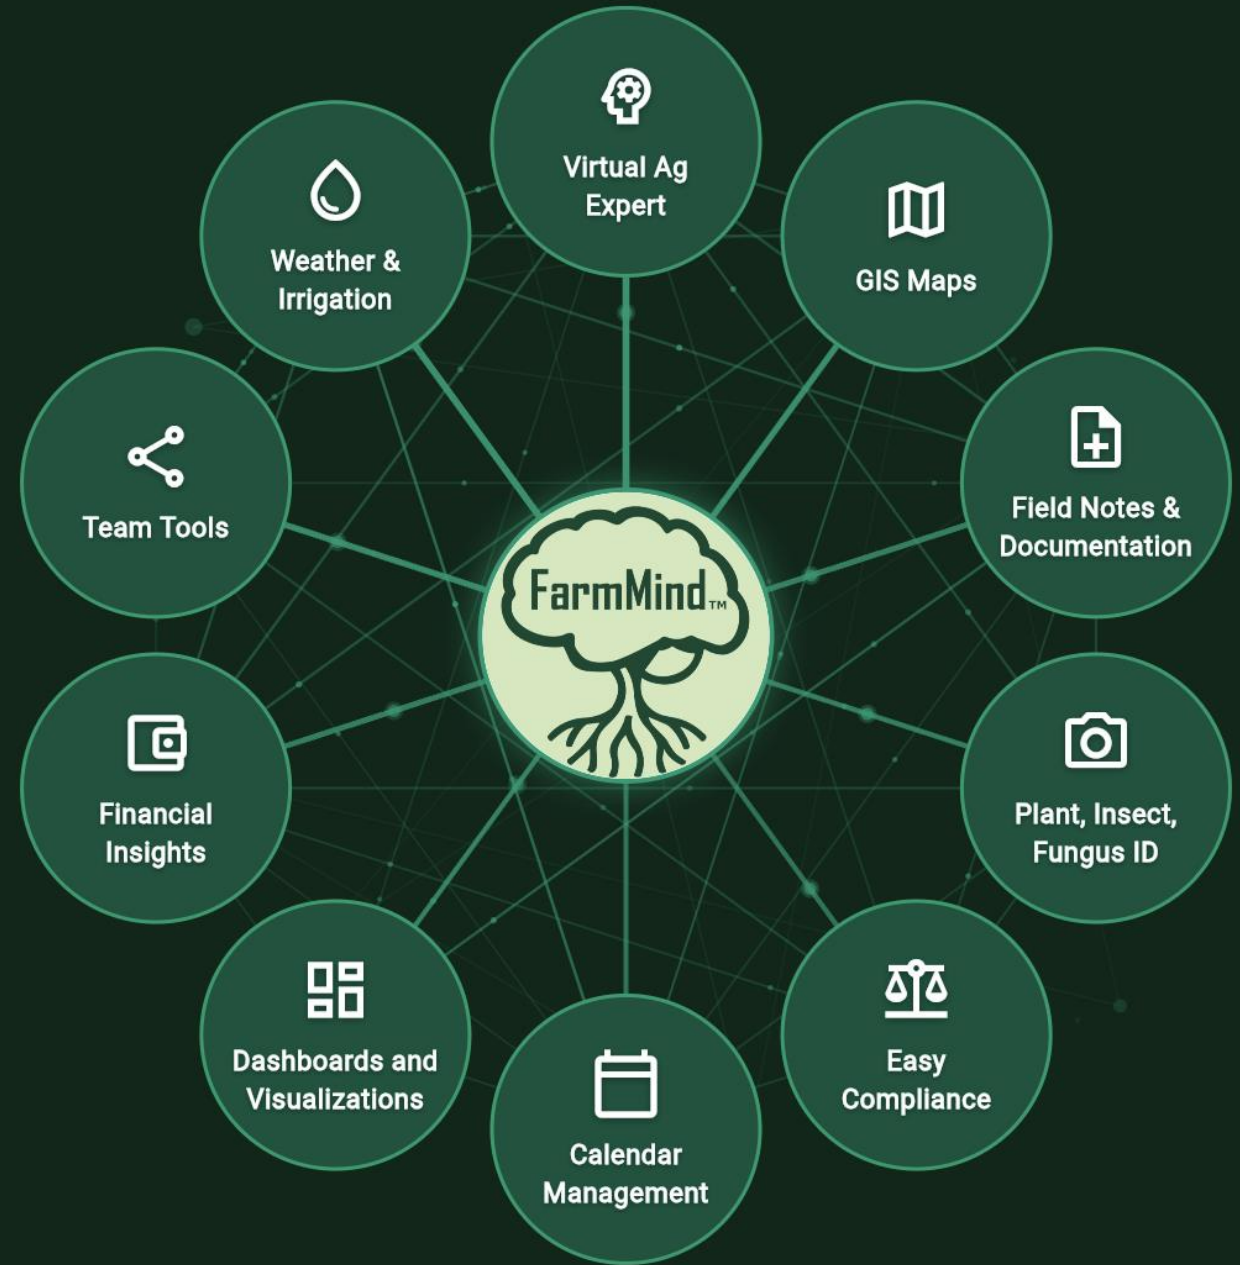 Virtual Ag
Expert
GIS Maps
Field Notes &
Documentation
Plant, Insect,
Fungus ID
Easy
Compliance
Calendar
Management
Dashboards and
Visualizations
Financial
Insights
Team Tools
Weather &
Irrigation
FarmMind™